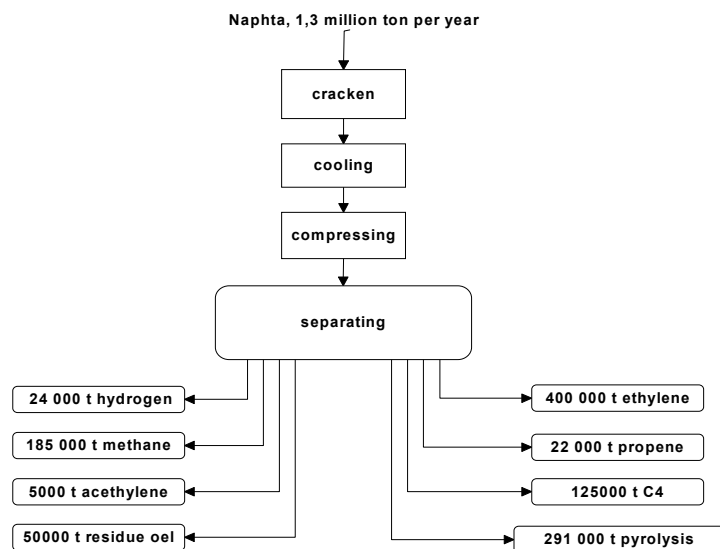 Naphta, 1,3 million ton per year
cracken
cooling
compressing
separating
24 000 t hydrogen
400 000 t ethylene
185 000 t methane
22 000 t propene
5000 t acethylene
125000 t C4
50000 t residue oel
291 000 t pyrolysis